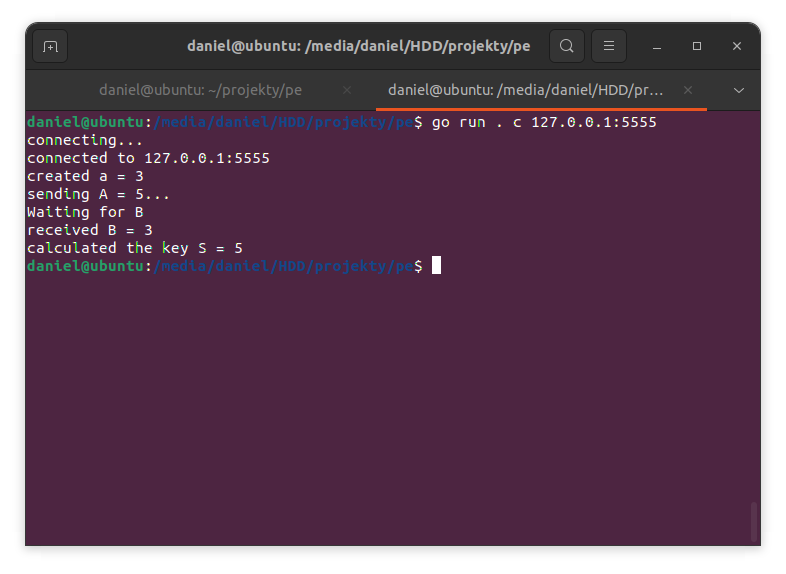 daniel@ubuntu: /media/daniel/HDD/projekty/pe
daniel@ubuntu: ~/projekty/pe
daniel@ubuntu: /media/daniel/HDD/pr...
daniel@ubuntu:/media/daniel/HDD/projekty/pe$ go run . c 127.0.0.1:5555
connecting...
connected to 127.0.0.1:5555
created a = 3
sending A = 5...
Waiting for B
received B = 3
calculated the key S = 5
daniel@ubuntu:/media/daniel/HDD/projekty/pe$